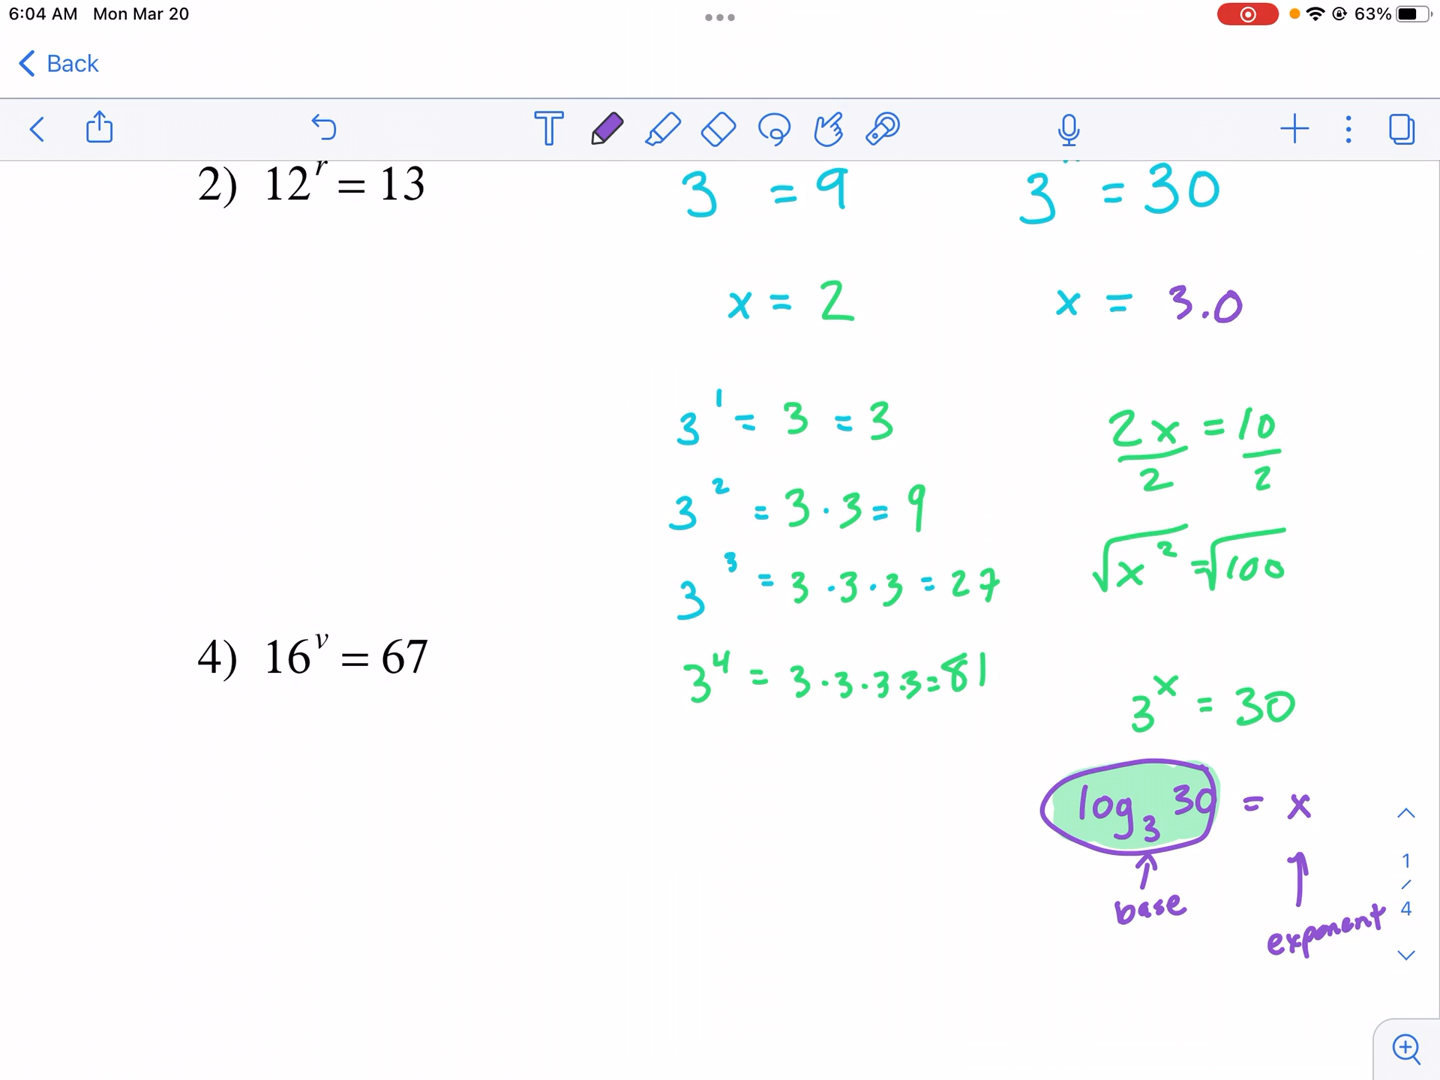 6:04 AM Mon Mar 20
63%
Back
T
2) 12^r = 13
3 = 9
3 = 30
x = 2
x = 3.0
3^1 = 3 = 3
3^2 = 3 · 3 = 9
3^3 = 3 · 3 · 3 = 27
3^4 = 3 · 3 · 3 · 3 = 81
2x/2 = 10/2
√x^2 = √100
4) 16^v = 67
3^x = 30
log_3 30 = x
base
exponent
1
/
4